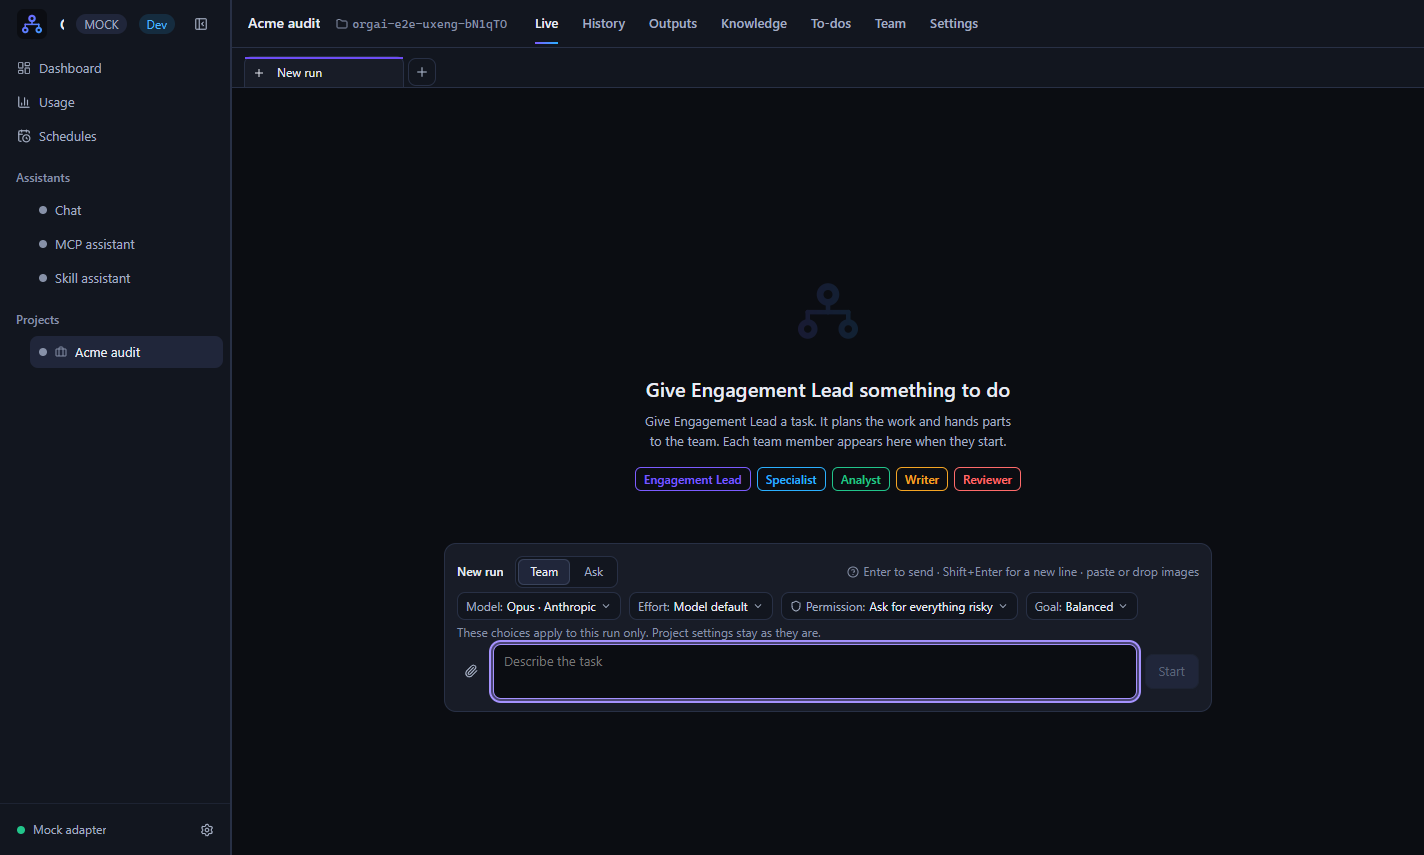 MOCK
Dev
Dashboard
Usage
Schedules
Assistants
Chat
MCP assistant
Skill assistant
Projects
Acme audit
Mock adapter
Acme audit
orgai-e2e-uxeng-bN1qTO
Live
History
Outputs
Knowledge
To-dos
Team
Settings
+ New run
+
Give Engagement Lead something to do
Give Engagement Lead a task. It plans the work and hands parts
to the team. Each team member appears here when they start.
Engagement Lead
Specialist
Analyst
Writer
Reviewer
New run
Team
Ask
Enter to send · Shift+Enter for a new line · paste or drop images
Model: Opus · Anthropic
Effort: Model default
Permission: Ask for everything risky
Goal: Balanced
These choices apply to this run only. Project settings stay as they are.
Describe the task
Start